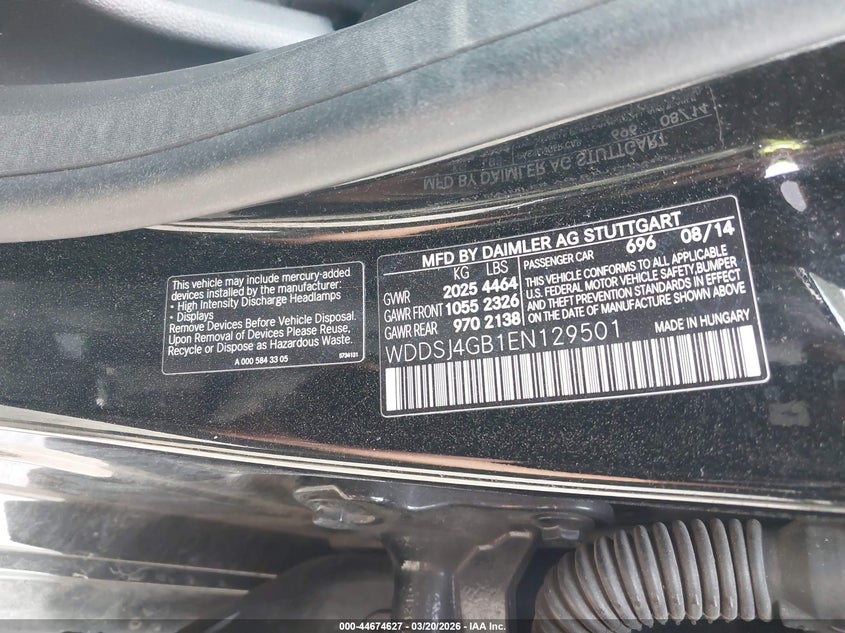 This vehicle may include mercury-added
devices installed by the manufacturer:
• High Intensity Discharge Headlamps
• Displays
Remove Devices Before Vehicle Disposal.
Upon Removal of Devices Please Reuse,
Recycle or Dispose as Hazardous Waste.
A 000 584 33 05
5734131
MFD BY DAIMLER AG STUTTGART
KG LBS PASSENGER CAR 696 08/14
GVWR 2025 4464
GAWR FRONT 1055 2326
GAWR REAR 970 2138
THIS VEHICLE CONFORMS TO ALL APPLICABLE
U.S. FEDERAL MOTOR VEHICLE SAFETY, BUMPER
AND THEFT PREVENTION STANDARDS IN EFFECT
ON THE DATE OF MANUFACTURE SHOWN ABOVE.
WDDSJ4GB1EN129501 MADE IN HUNGARY
000-44674627 - 03/20/2026 - © IAA Inc.